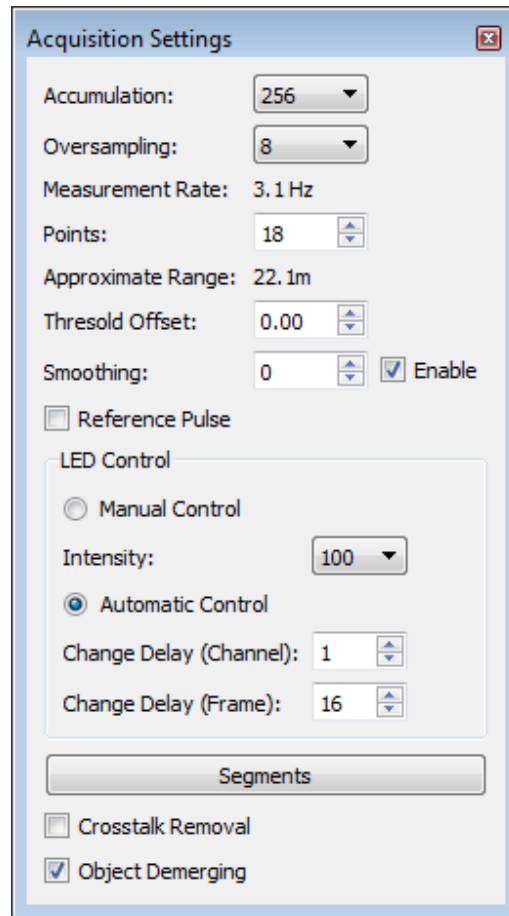 Acquisition Settings
Accumulation: 256
Oversampling: 8
Measurement Rate: 3.1 Hz
Points: 18
Approximate Range: 22.1m
Thresold Offset: 0.00
Smoothing: 0 Enable
Reference Pulse
LED Control
Manual Control
Intensity: 100
Automatic Control
Change Delay (Channel): 1
Change Delay (Frame): 16
Segments
Crosstalk Removal
Object Demerging